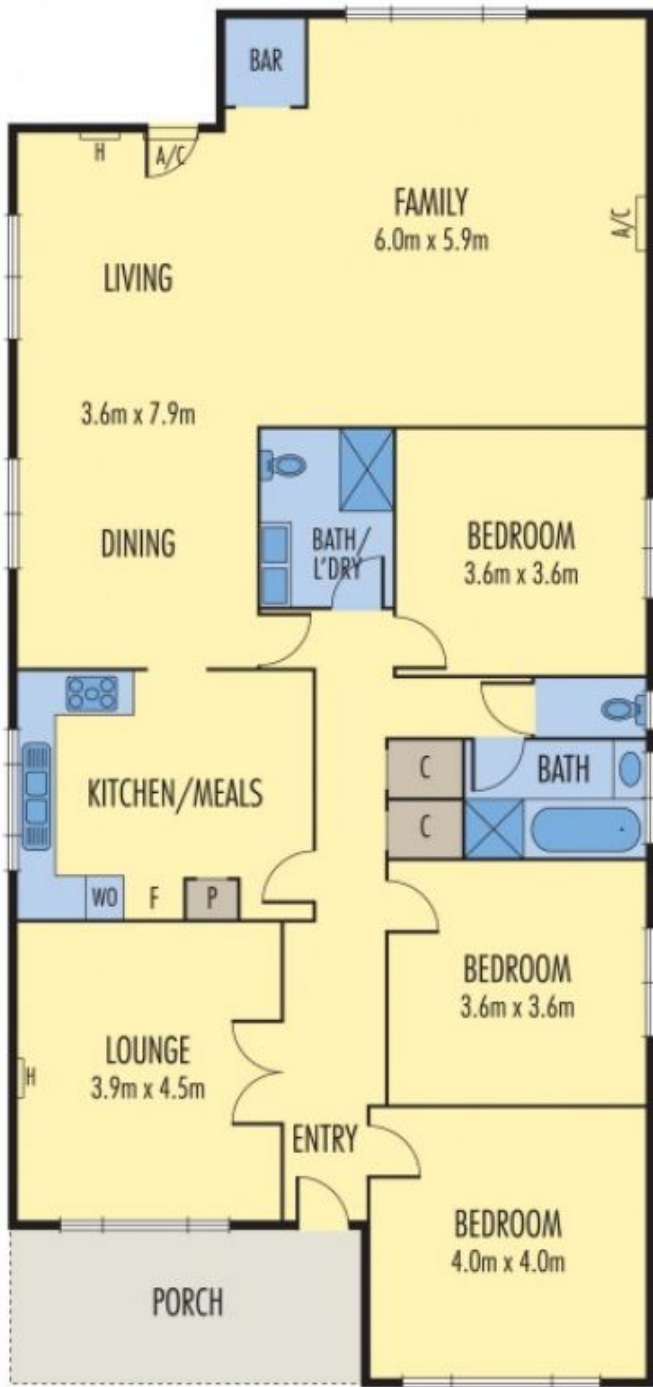 BAR
H
A/C
FAMILY
6.0m x 5.9m
A/C
LIVING
3.6m x 7.9m
DINING
BATH/
L'DRY
BEDROOM
3.6m x 3.6m
KITCHEN/MEALS
C
BATH
C
WO
F
P
BEDROOM
3.6m x 3.6m
LOUNGE
3.9m x 4.5m
H
ENTRY
BEDROOM
4.0m x 4.0m
PORCH